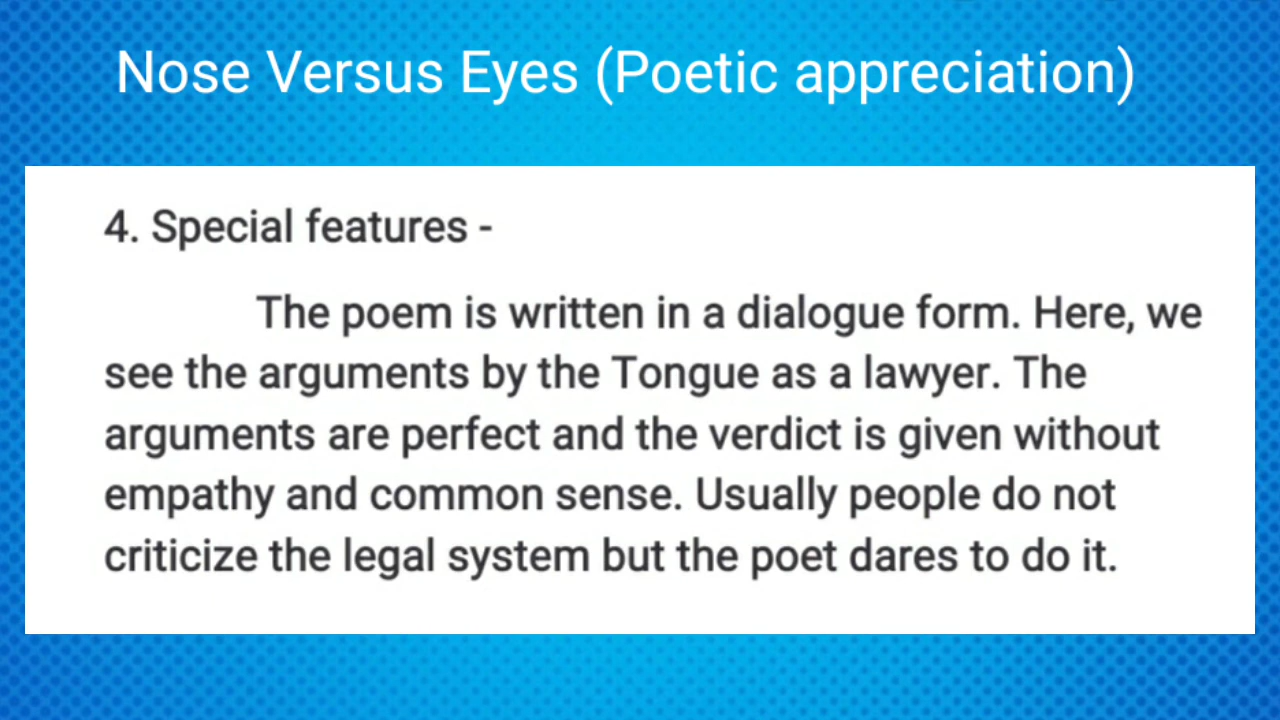 Nose Versus Eyes (Poetic appreciation)
4. Special features -
The poem is written in a dialogue form. Here, we
see the arguments by the Tongue as a lawyer. The
arguments are perfect and the verdict is given without
empathy and common sense. Usually people do not
criticize the legal system but the poet dares to do it.